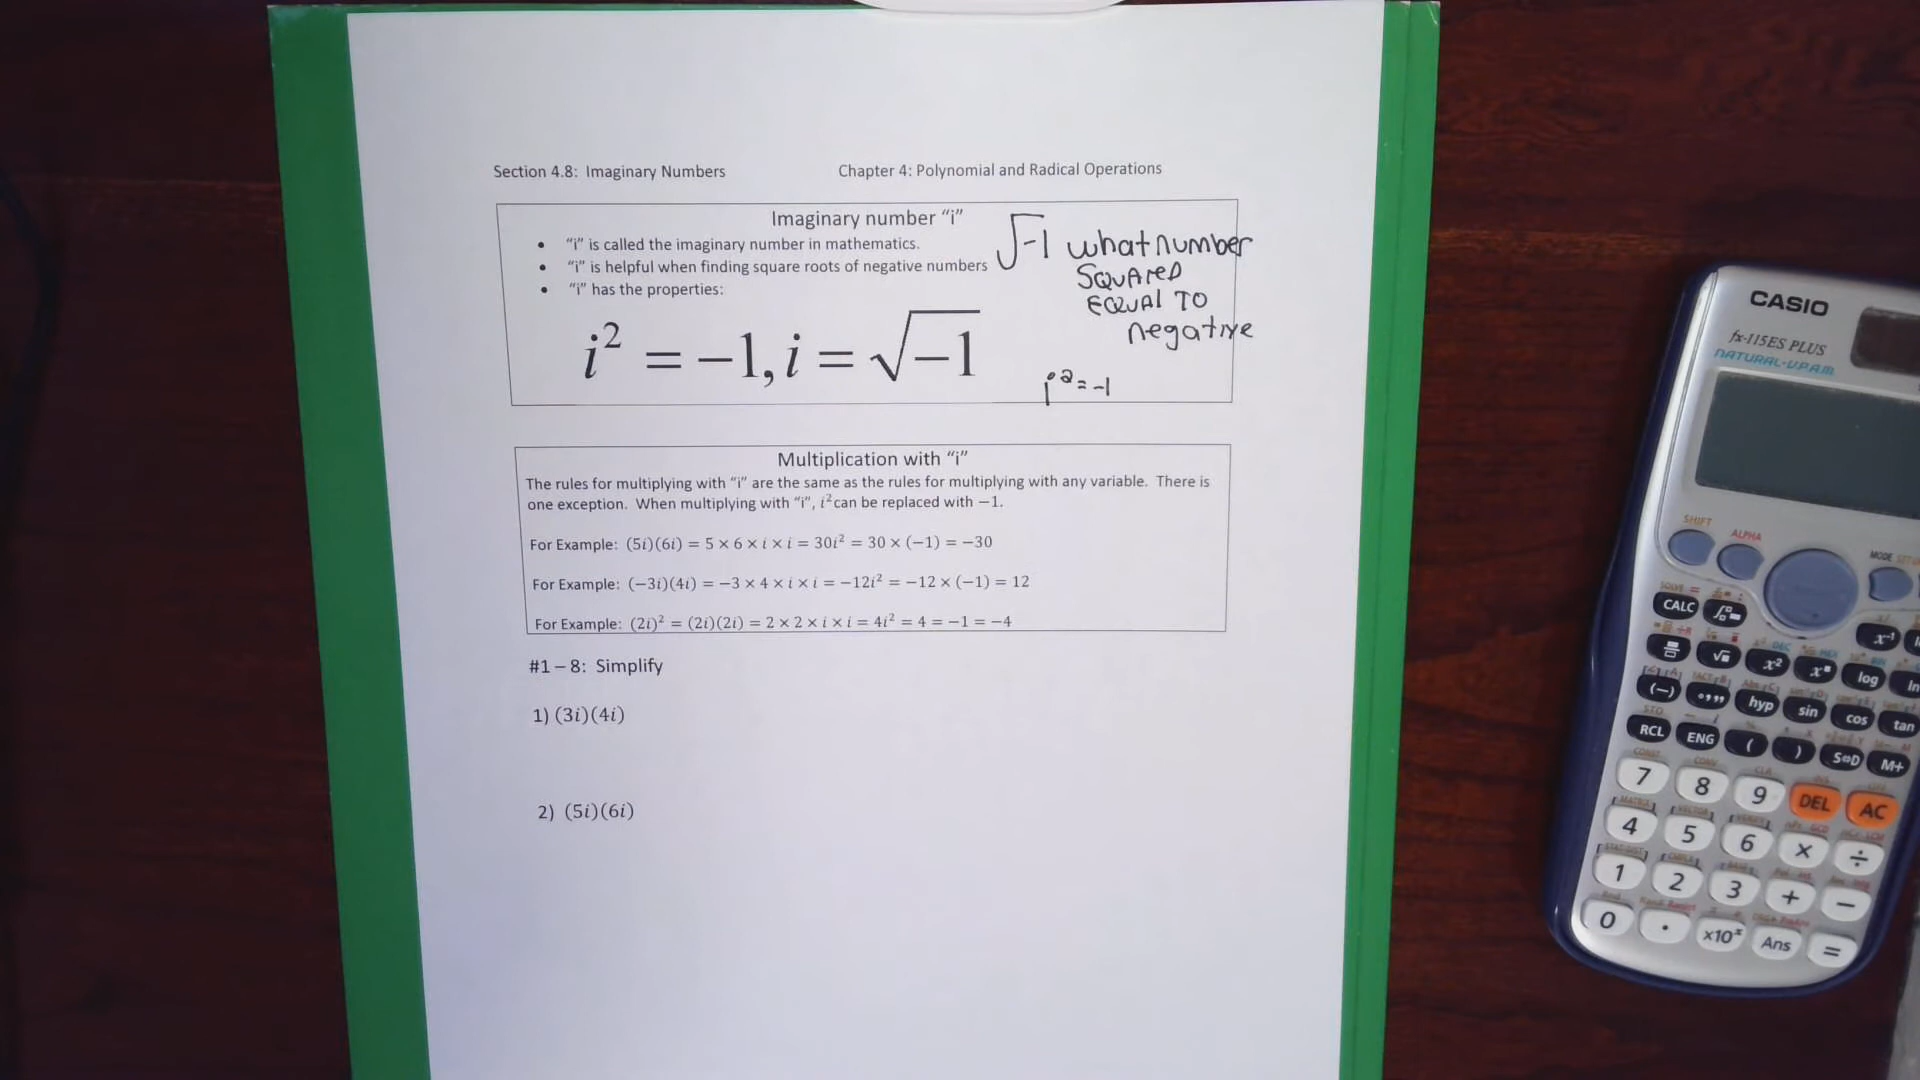 Section 4.8: Imaginary Numbers Chapter 4: Polynomial and Radical Operations
Imaginary number “i”
• “i” is called the imaginary number in mathematics.
• “i” is helpful when finding square roots of negative numbers
• “i” has the properties:
i² = −1, i = √−1
√-1 what number
SQUARED
EQUAl TO
negative
i² = -1
Multiplication with “i”
The rules for multiplying with “i” are the same as the rules for multiplying with any variable. There is
one exception. When multiplying with “i”, i² can be replaced with −1.
For Example: (5i)(6i) = 5 × 6 × i × i = 30i² = 30 × (−1) = −30
For Example: (−3i)(4i) = −3 × 4 × i × i = −12i² = −12 × (−1) = 12
For Example: (2i)² = (2i)(2i) = 2 × 2 × i × i = 4i² = 4 = −1 = −4
#1 – 8: Simplify
1) (3i)(4i)
2) (5i)(6i)
CASIO
fx-115ES PLUS
NATURAL-V.P.A.M.
SHIFT ALPHA MODE
CALC
x⁻¹
√ x² log ln
(−) hyp sin cos tan
STO
RCL ENG ( ) S⇔D M+
7 8 9 DEL AC
4 5 6 × ÷
1 2 3 + −
0 . ×10ˣ Ans =